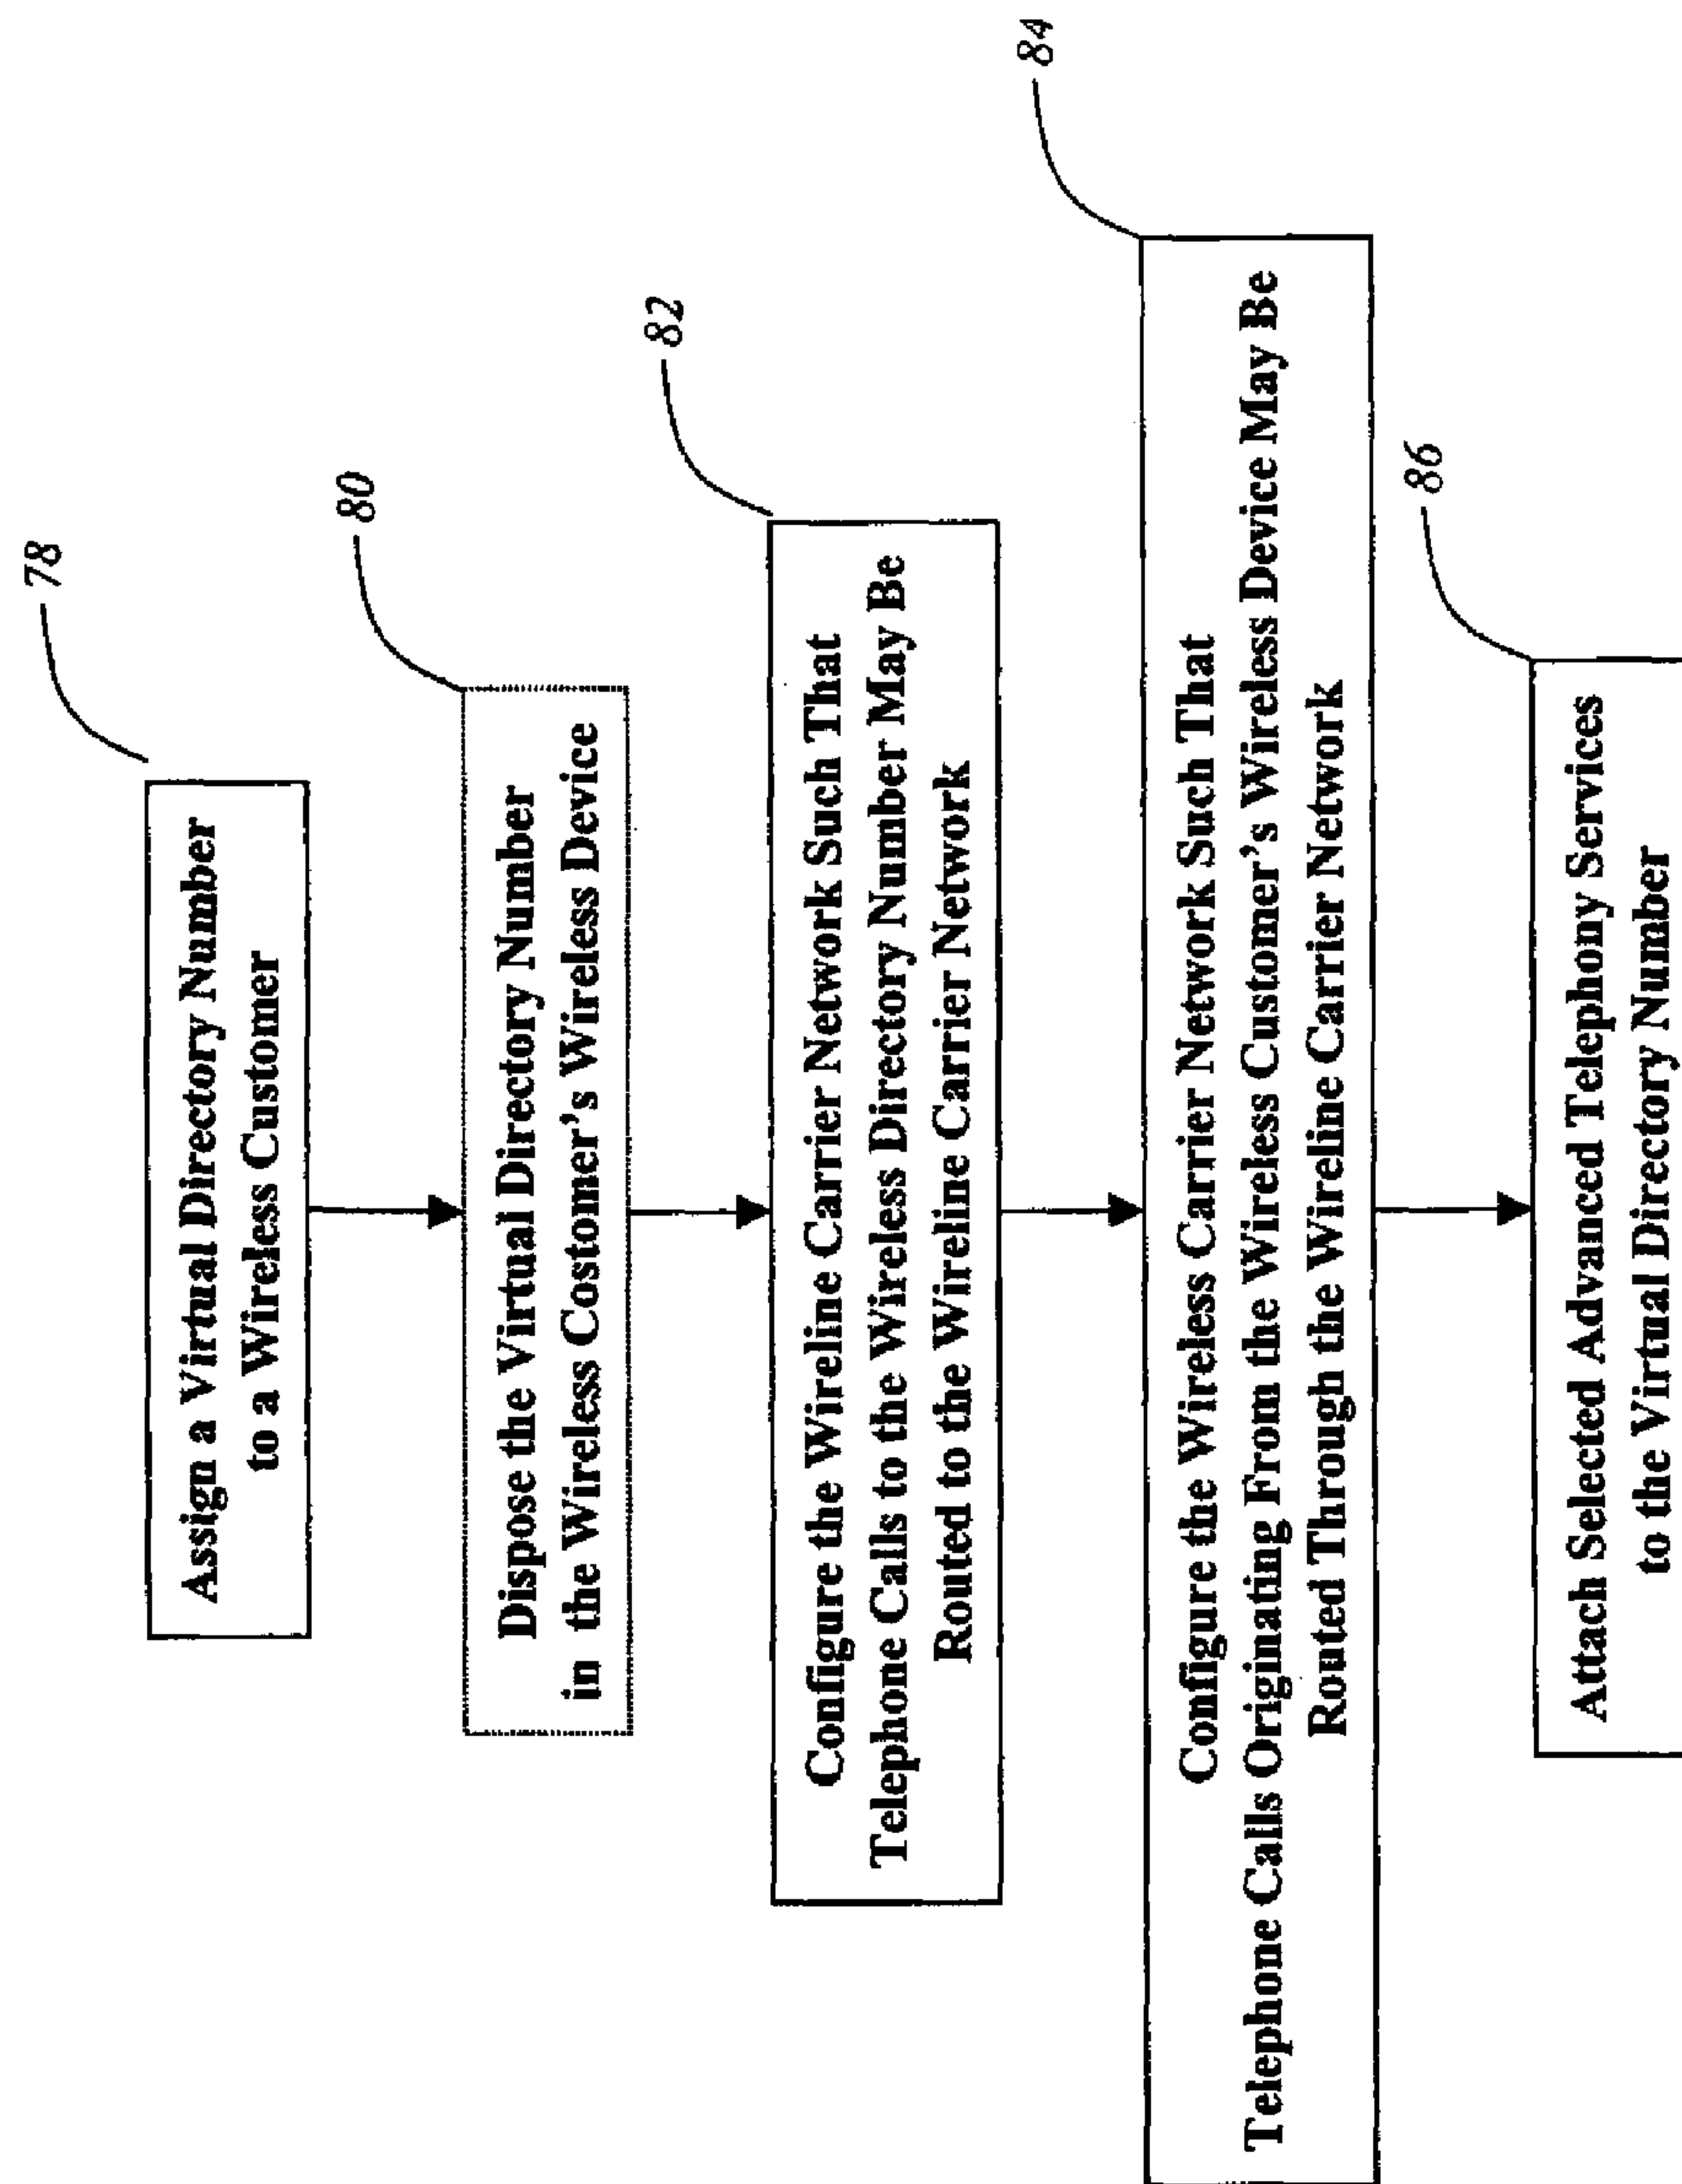 78
Assign a Virtual Directory Number
to a Wireless Customer
80
Dispose the Virtual Directory Number
in the Wireless Costomer's Wireless Device
82
Configure the Wireline Carrier Network Such That
Telephone Calls to the Wireless Directory Number May Be
Routed to the Wireline Carrier Network
84
Configure the Wireless Carrier Network Such That
Telephone Calls Originating From the Wireless Customer's Wireless Device May Be
Routed Through the Wireline Carrier Network
86
Attach Selected Advanced Telephony Services
to the Virtual Directory Number